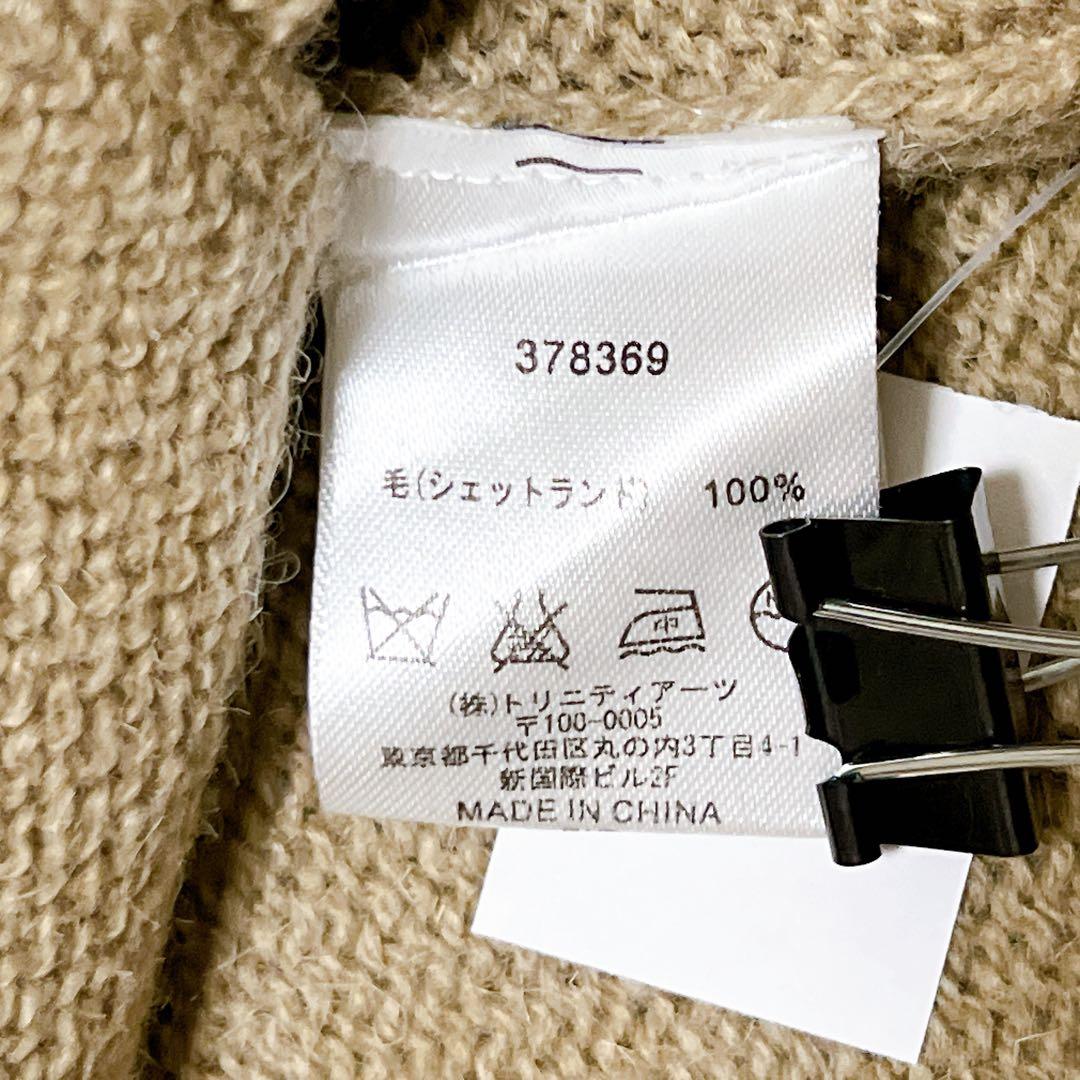 378369
毛(シェットランド) 100%
中
(株)トリニティアーツ
〒100-0005
東京都千代田区丸の内3丁目4-1
新国際ビル2F
MADE IN CHINA